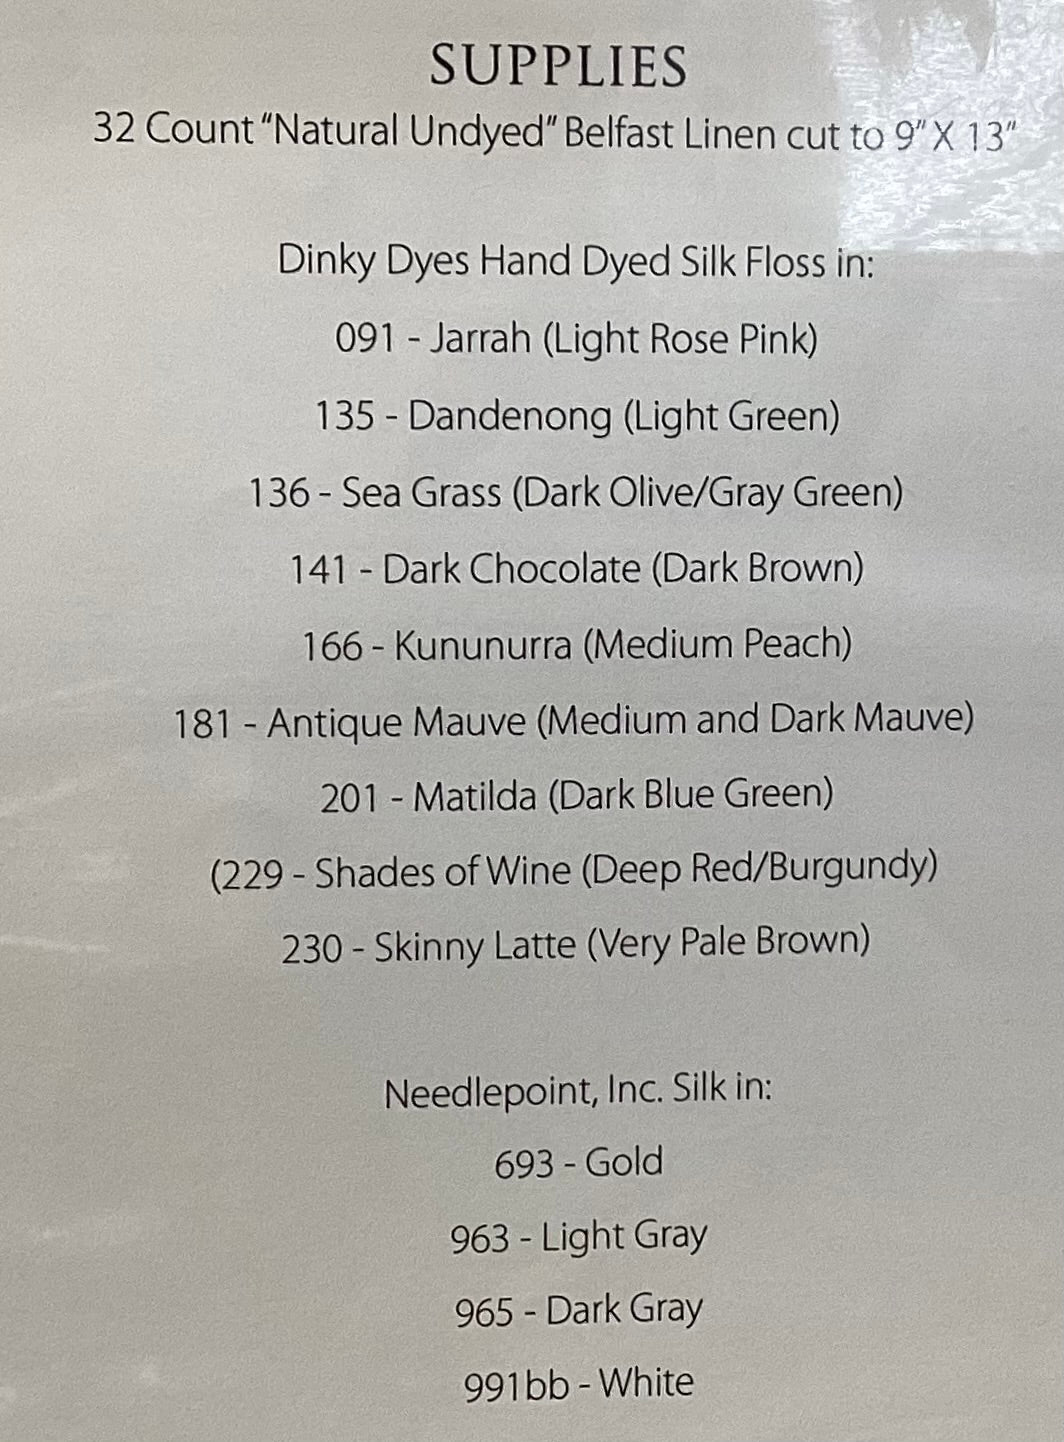 SUPPLIES
32 Count “Natural Undyed” Belfast Linen cut to 9” X 13”
Dinky Dyes Hand Dyed Silk Floss in:
091 - Jarrah (Light Rose Pink)
135 - Dandenong (Light Green)
136 - Sea Grass (Dark Olive/Gray Green)
141 - Dark Chocolate (Dark Brown)
166 - Kununurra (Medium Peach)
181 - Antique Mauve (Medium and Dark Mauve)
201 - Matilda (Dark Blue Green)
(229 - Shades of Wine (Deep Red/Burgundy)
230 - Skinny Latte (Very Pale Brown)
Needlepoint, Inc. Silk in:
693 - Gold
963 - Light Gray
965 - Dark Gray
991bb - White